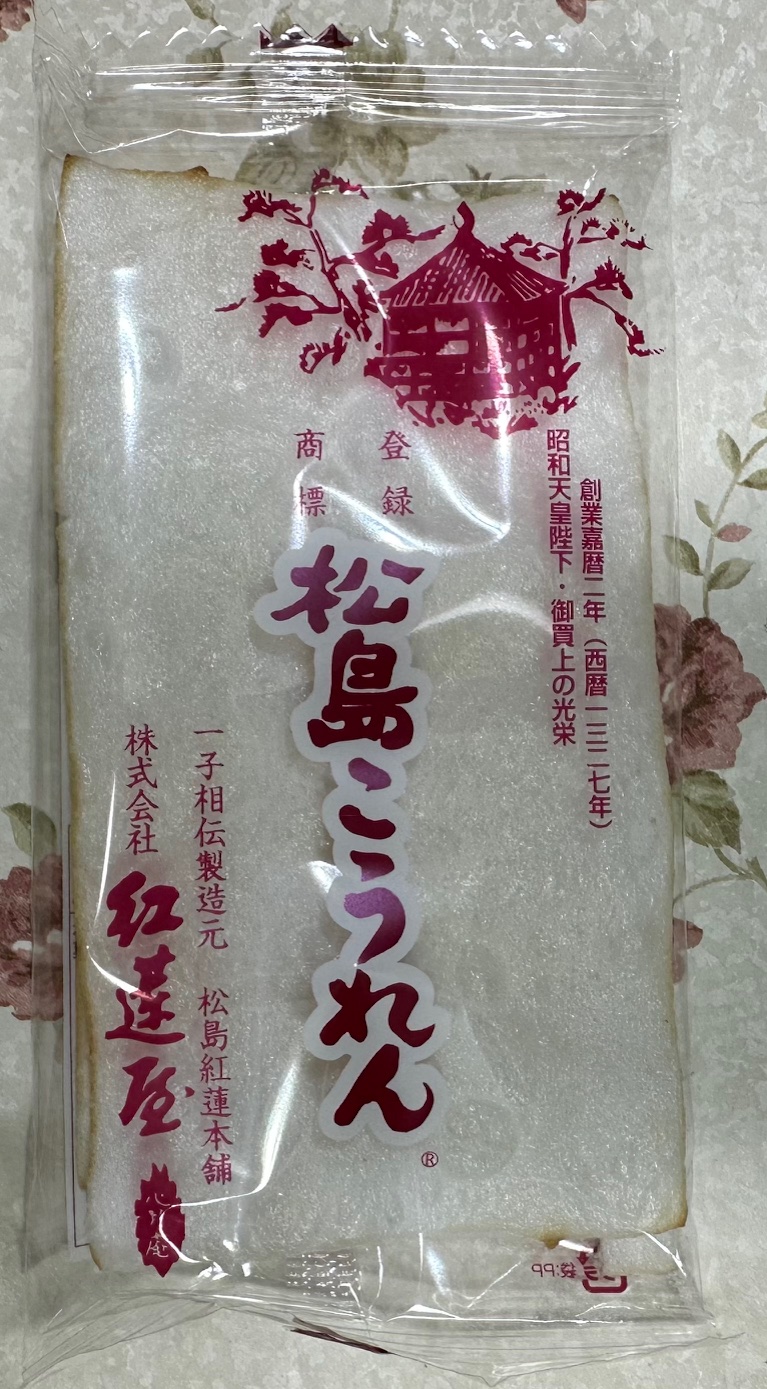 創業嘉暦二年（西暦一三二七年）
昭和天皇陛下・御買上の光栄
登録
商標
松島こうれん
®
一子相伝製造元 松島紅蓮本舗
株式会社
紅蓮屋
袋:PP